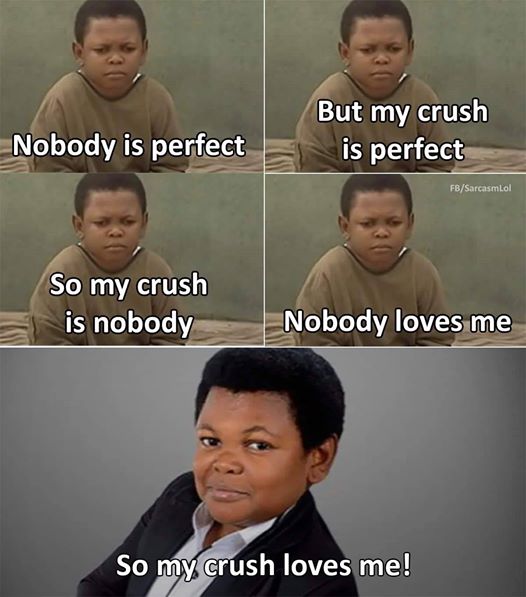 Nobody is perfect
But my crush
is perfect
So my crush
is nobody
FB/SarcasmLol
Nobody loves me
So my crush loves me!